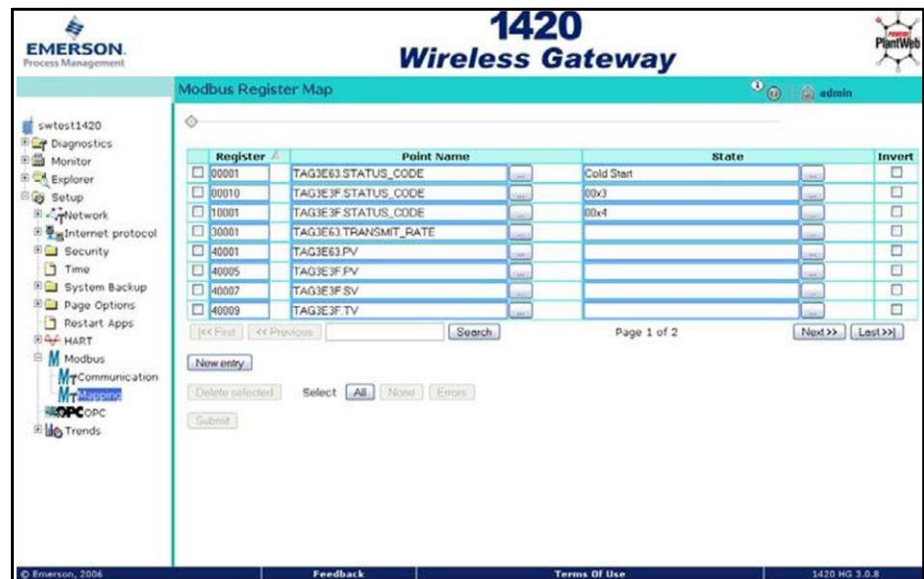 EMERSON.
Process Management
1420
Wireless Gateway
POWERED
PlantWeb
Modbus Register Map
admin
swtest1420
Diagnostics
Monitor
Explorer
Setup
Network
Internet protocol
Security
Time
System Backup
Page Options
Restart Apps
HART
Modbus
Communication
Mapping
OPC OPC
Trends
Register Point Name State Invert
00001 TAG3E63.STATUS_CODE ... Cold Start ...
00010 TAG3E3F.STATUS_CODE ... 00x3 ...
10001 TAG3E3F.STATUS_CODE ... 00x4 ...
30001 TAG3E63.TRANSMIT_RATE ... ...
40001 TAG3E63.PV ... ...
40005 TAG3E3F.PV ... ...
40007 TAG3E3F.SV ... ...
40009 TAG3E3F.TV ... ...
|<< First << Previous Search Page 1 of 2 Next >> Last >>|
New entry
Delete selected Select All None Errors
Submit
© Emerson, 2006 Feedback Terms Of Use 1420 HG 3.0.8